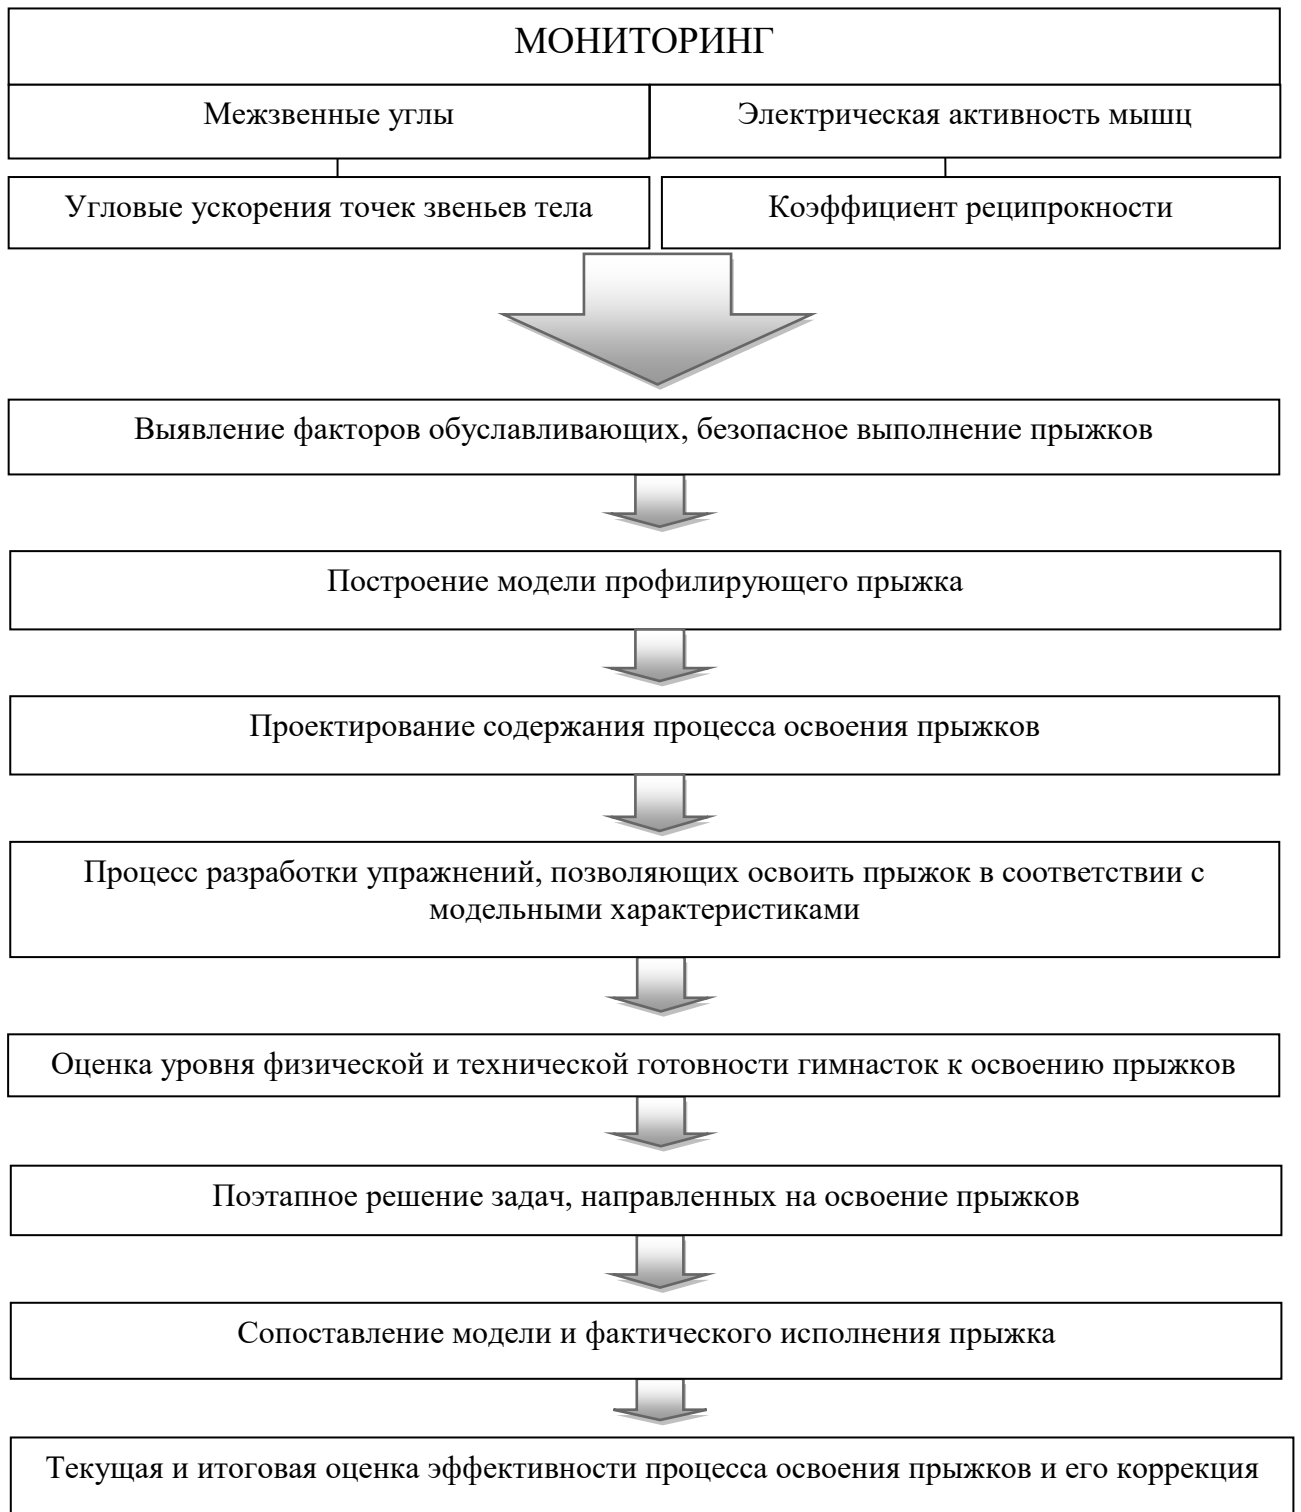 МОНИТОРИНГ
Межзвенные углы
Электрическая активность мышц
Угловые ускорения точек звеньев тела
Коэффициент реципрокности
Выявление факторов обуславливающих, безопасное выполнение прыжков
Построение модели профилирующего прыжка
Проектирование содержания процесса освоения прыжков
Процесс разработки упражнений, позволяющих освоить прыжок в соответствии с
модельными характеристиками
Оценка уровня физической и технической готовности гимнасток к освоению прыжков
Поэтапное решение задач, направленных на освоение прыжков
Сопоставление модели и фактического исполнения прыжка
Текущая и итоговая оценка эффективности процесса освоения прыжков и его коррекция